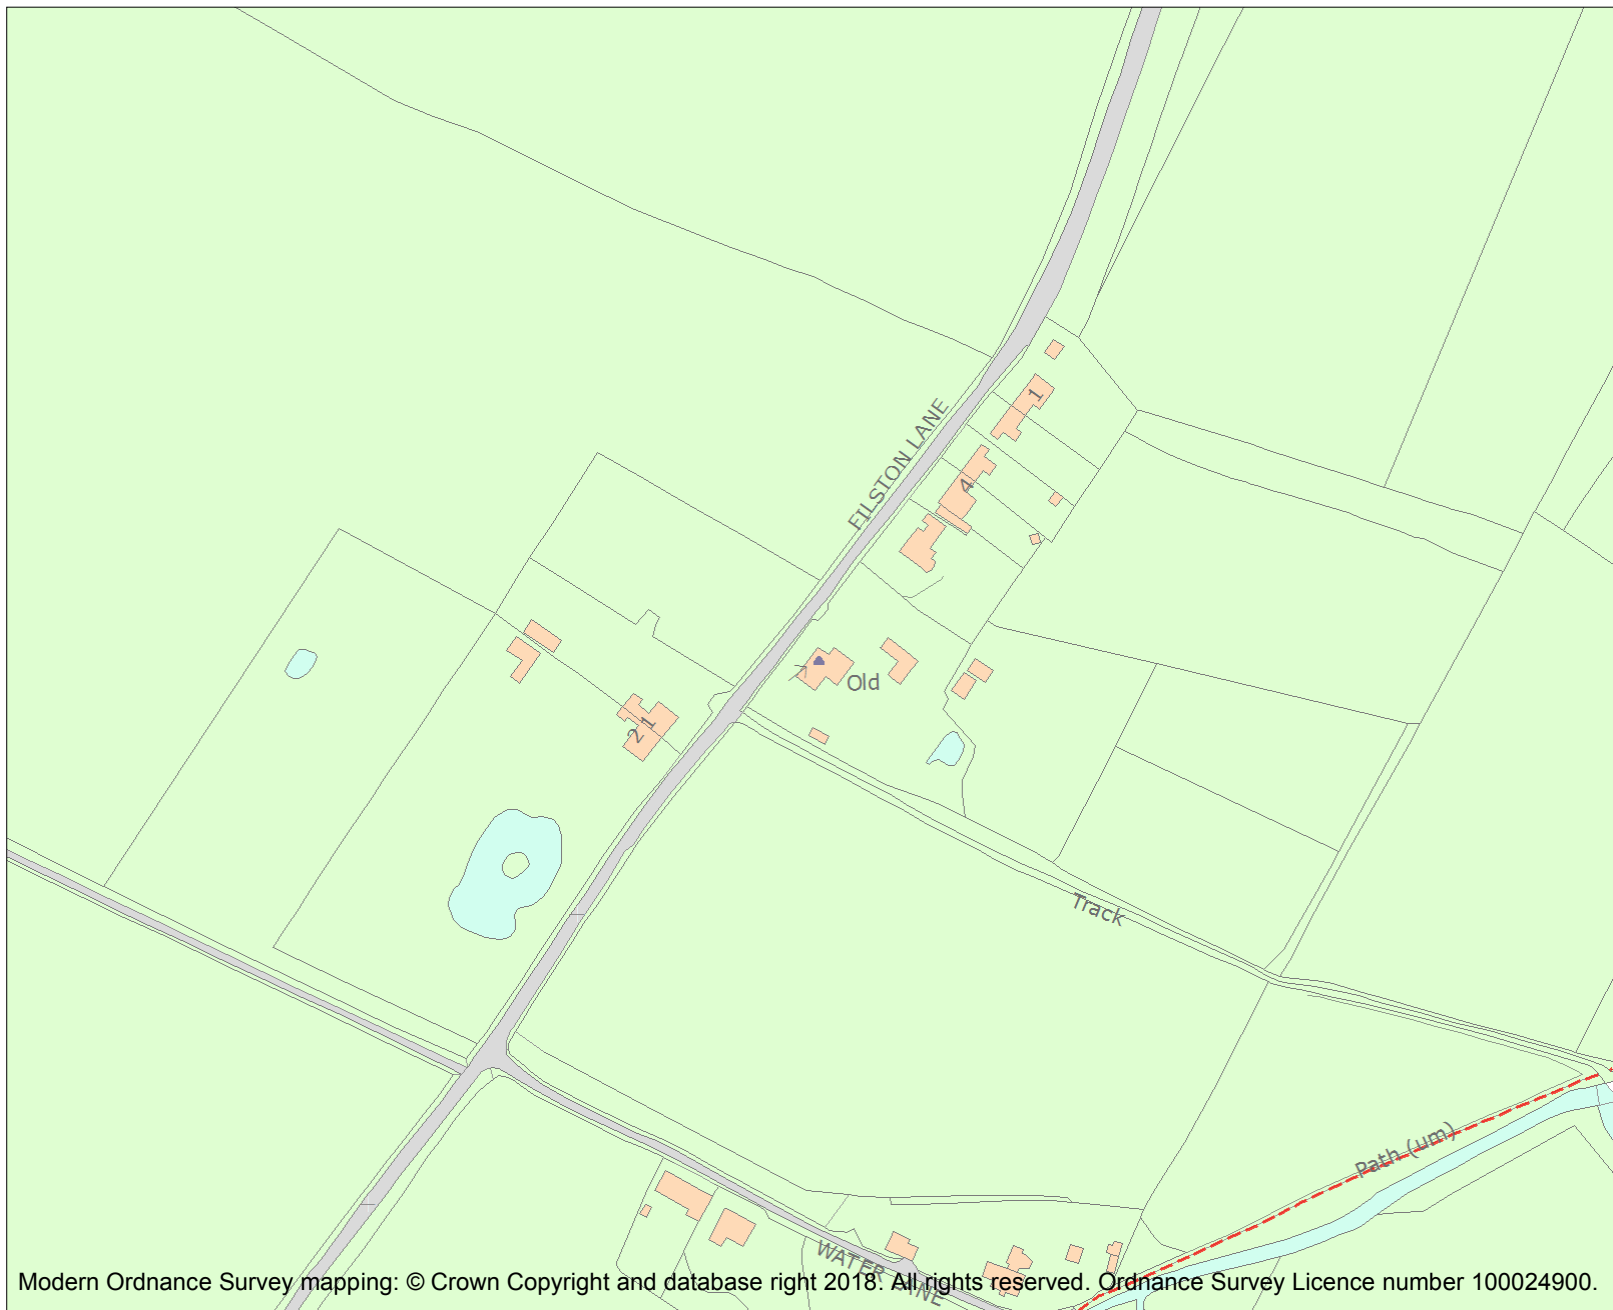 FILSTON LANE
1
4
Old
1
2
Track
Path (um)
WATER LANE
Modern Ordnance Survey mapping: © Crown Copyright and database right 2018. All rights reserved. Ordnance Survey Licence number 100024900.